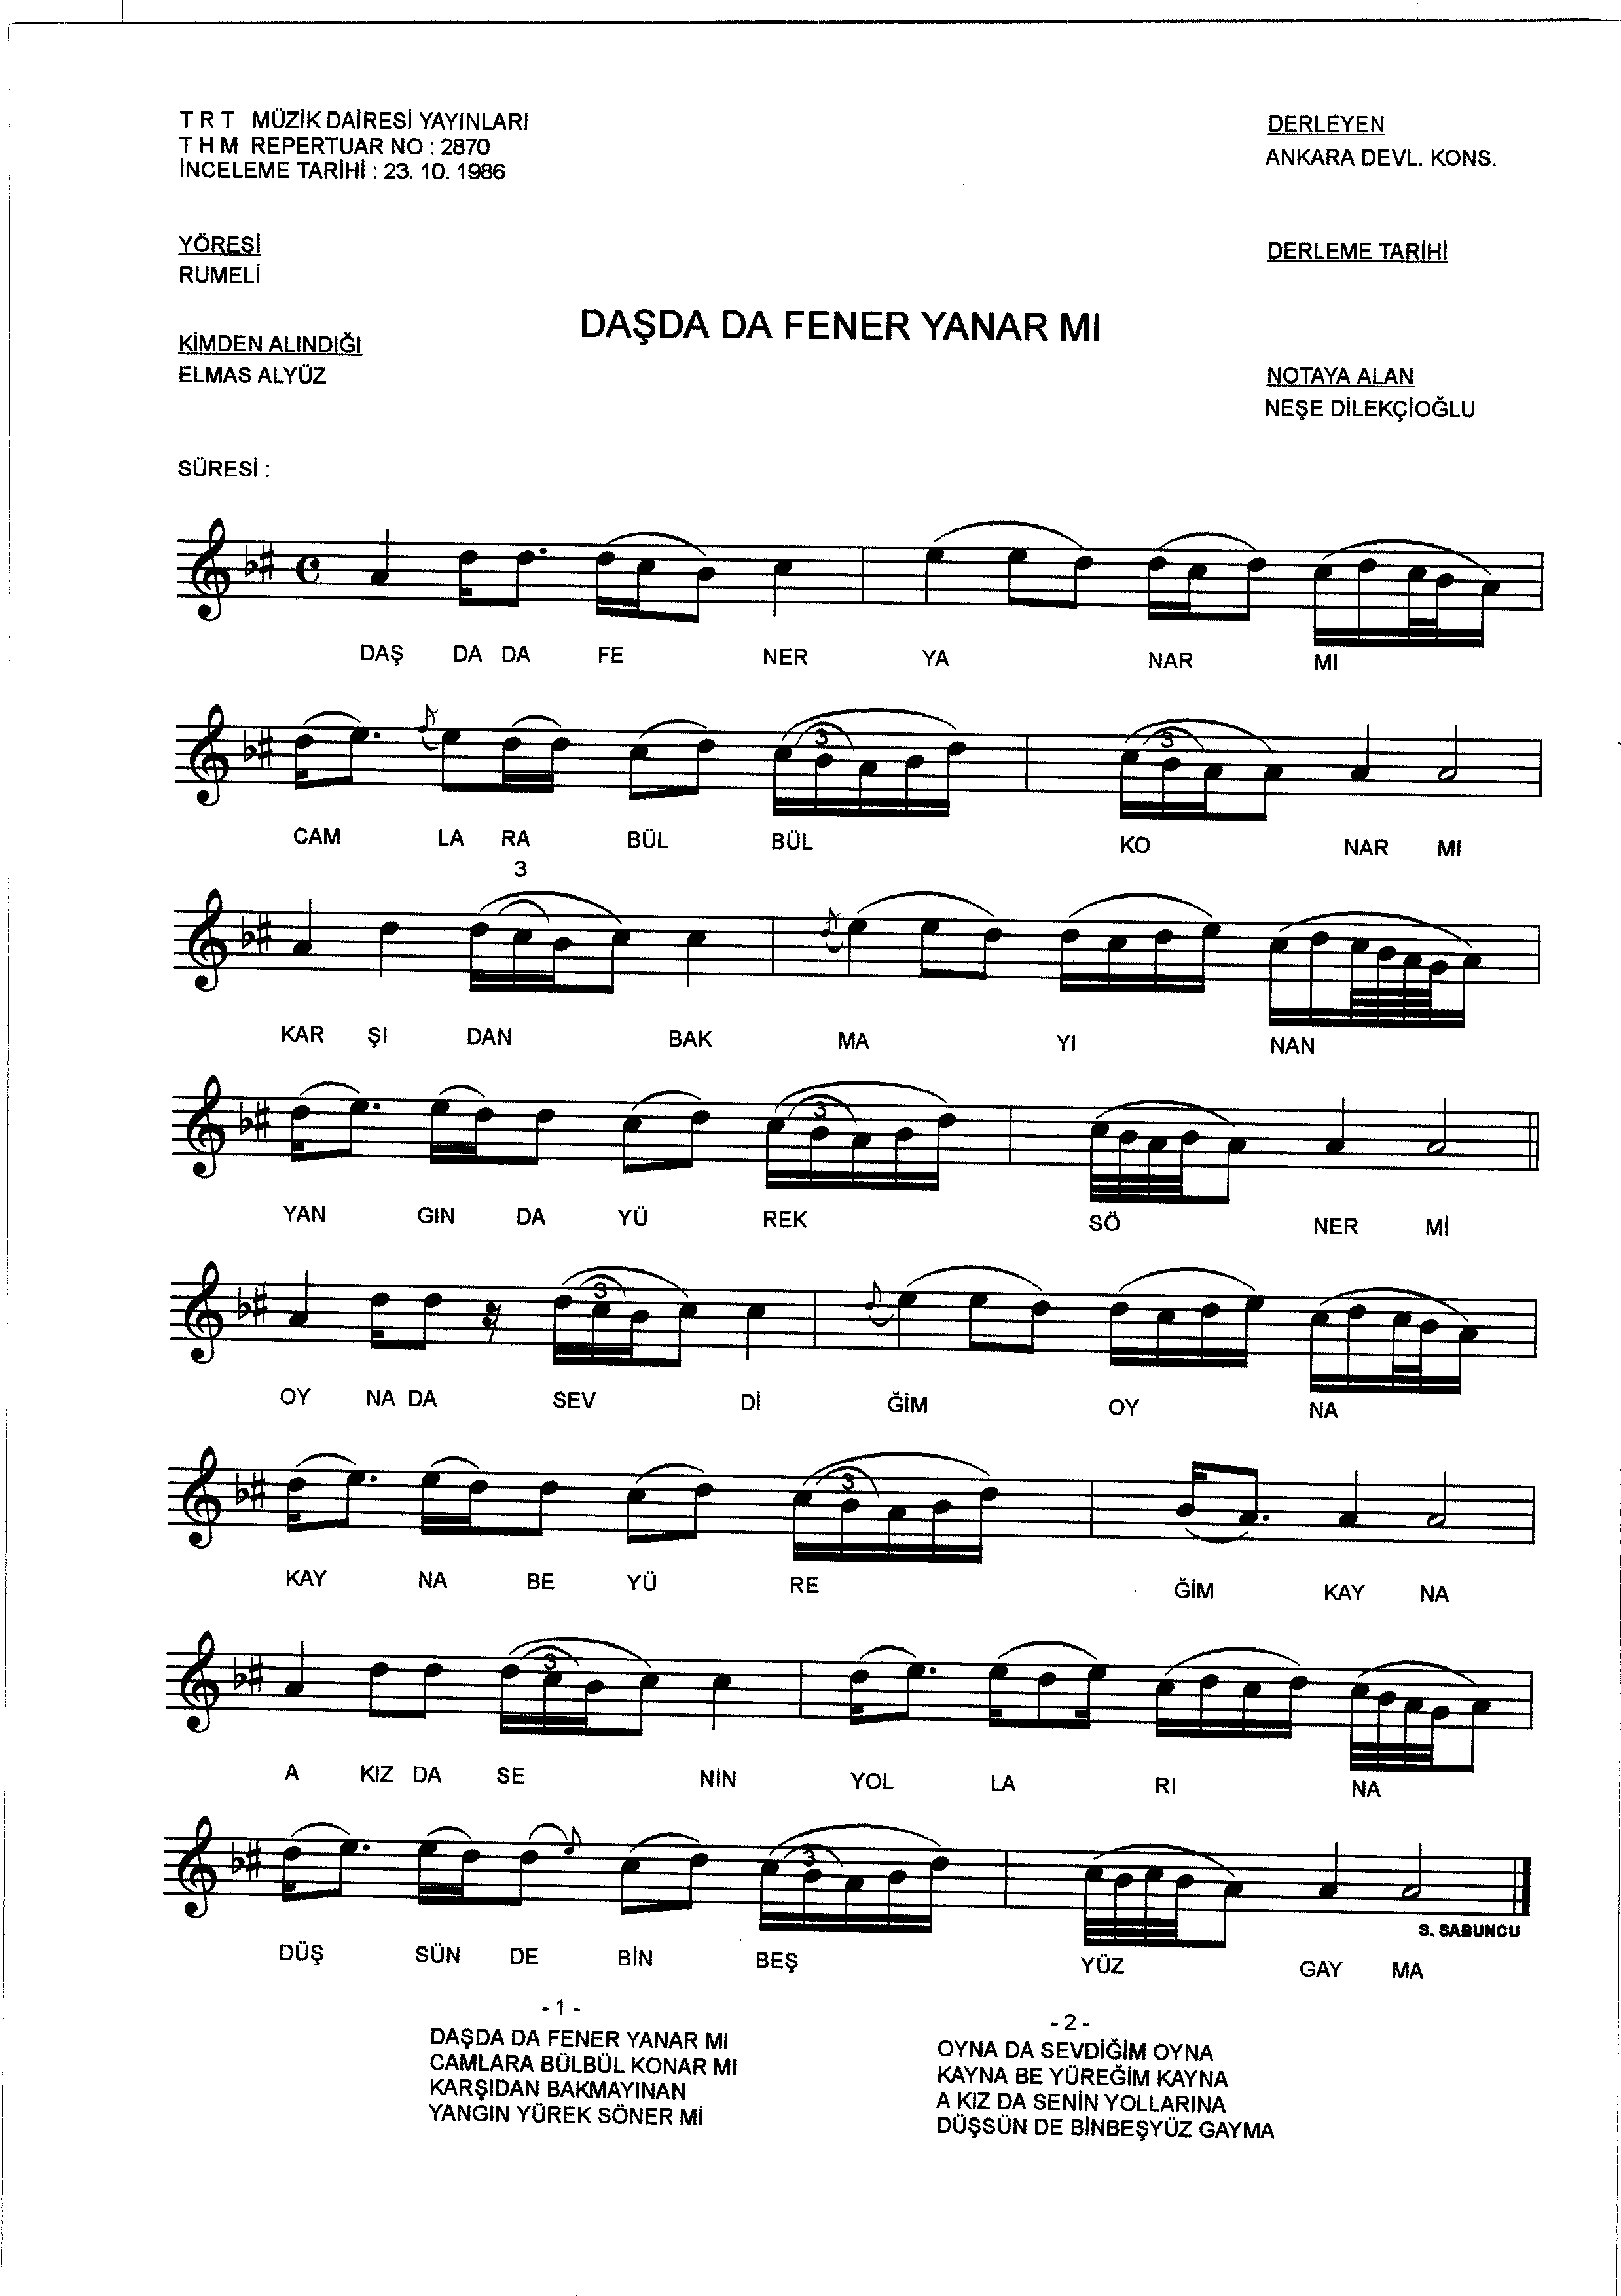 T R T MÜZİK DAİRESİ YAYINLARI
T H M REPERTUAR NO : 2870
İNCELEME TARİHİ : 23. 10. 1986
DERLEYEN
ANKARA DEVL. KONS.
YÖRESİ
RUMELİ
DERLEME TARİHİ
DAŞDA DA FENER YANAR MI
KİMDEN ALINDIĞI
ELMAS ALYÜZ
NOTAYA ALAN
NEŞE DİLEKÇİOĞLU
SÜRESİ :
DAŞ DA DA FE NER YA NAR MI
3 3
CAM LA RA BÜL BÜL KO NAR MI
3
KAR ŞI DAN BAK MA YI NAN
3
YAN GIN DA YÜ REK SÖ NER Mİ
3
OY NA DA SEV Dİ ĞİM OY NA
3
KAY NA BE YÜ RE ĞİM KAY NA
3
A KIZ DA SE NİN YOL LA RI NA
3
S. SABUNCU
DÜŞ SÜN DE BİN BEŞ YÜZ GAY MA
- 1 -
DAŞDA DA FENER YANAR MI
CAMLARA BÜLBÜL KONAR MI
KARŞIDAN BAKMAYINAN
YANGIN YÜREK SÖNER Mİ
- 2 -
OYNA DA SEVDİĞİM OYNA
KAYNA BE YÜREĞİM KAYNA
A KIZ DA SENİN YOLLARINA
DÜŞSÜN DE BİNBEŞYÜZ GAYMA